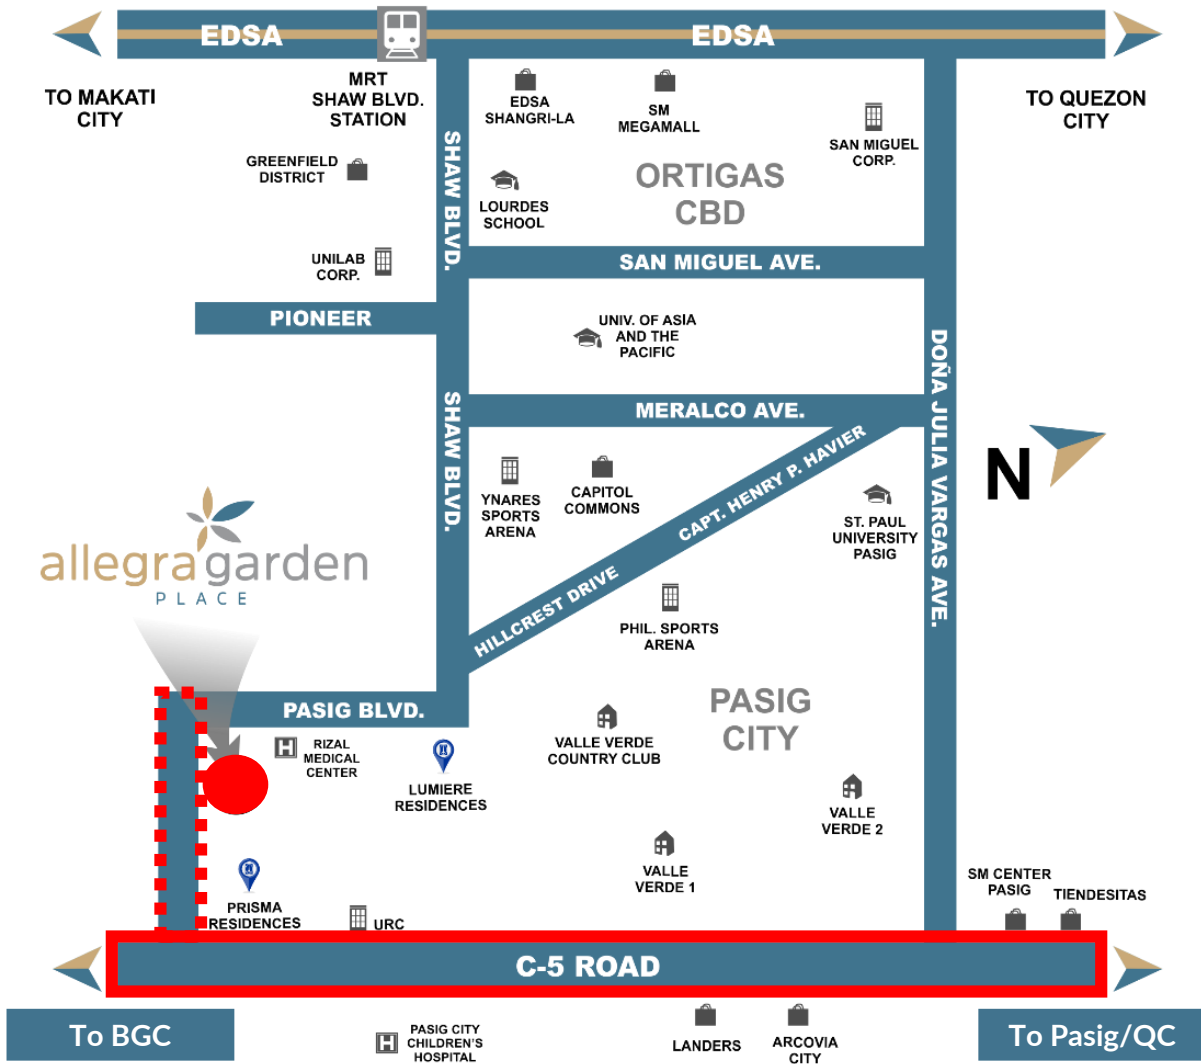 EDSA
EDSA
TO MAKATI
CITY
MRT
SHAW BLVD.
STATION
EDSA
SHANGRI-LA
SM
MEGAMALL
SAN MIGUEL
CORP.
TO QUEZON
CITY
GREENFIELD
DISTRICT
SHAW BLVD.
LOURDES
SCHOOL
ORTIGAS
CBD
UNILAB
CORP.
SAN MIGUEL AVE.
PIONEER
UNIV. OF ASIA
AND THE
PACIFIC
DOÑA JULIA VARGAS AVE.
SHAW BLVD.
MERALCO AVE.
CAPT. HENRY P. HAVIER
HILLCREST DRIVE
N
YNARES
SPORTS
ARENA
CAPITOL
COMMONS
ST. PAUL
UNIVERSITY
PASIG
allegra garden
PLACE
PHIL. SPORTS
ARENA
PASIG BLVD.
PASIG
CITY
H
RIZAL
MEDICAL
CENTER
VALLE VERDE
COUNTRY CLUB
LUMIERE
RESIDENCES
VALLE
VERDE 2
VALLE
VERDE 1
PRISMA
RESIDENCES
URC
SM CENTER
PASIG
TIENDESITAS
C-5 ROAD
To BGC
H
PASIG CITY
CHILDREN'S
HOSPITAL
LANDERS
ARCOVIA
CITY
To Pasig/QC